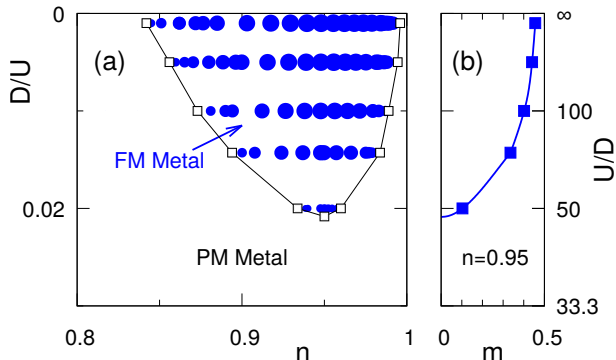 0
0.02
D/U
(a)
FM Metal
PM Metal
0.8
0.9
1
n
(b)
n=0.95
0
0.5
m
∞
100
50
33.3
U/D